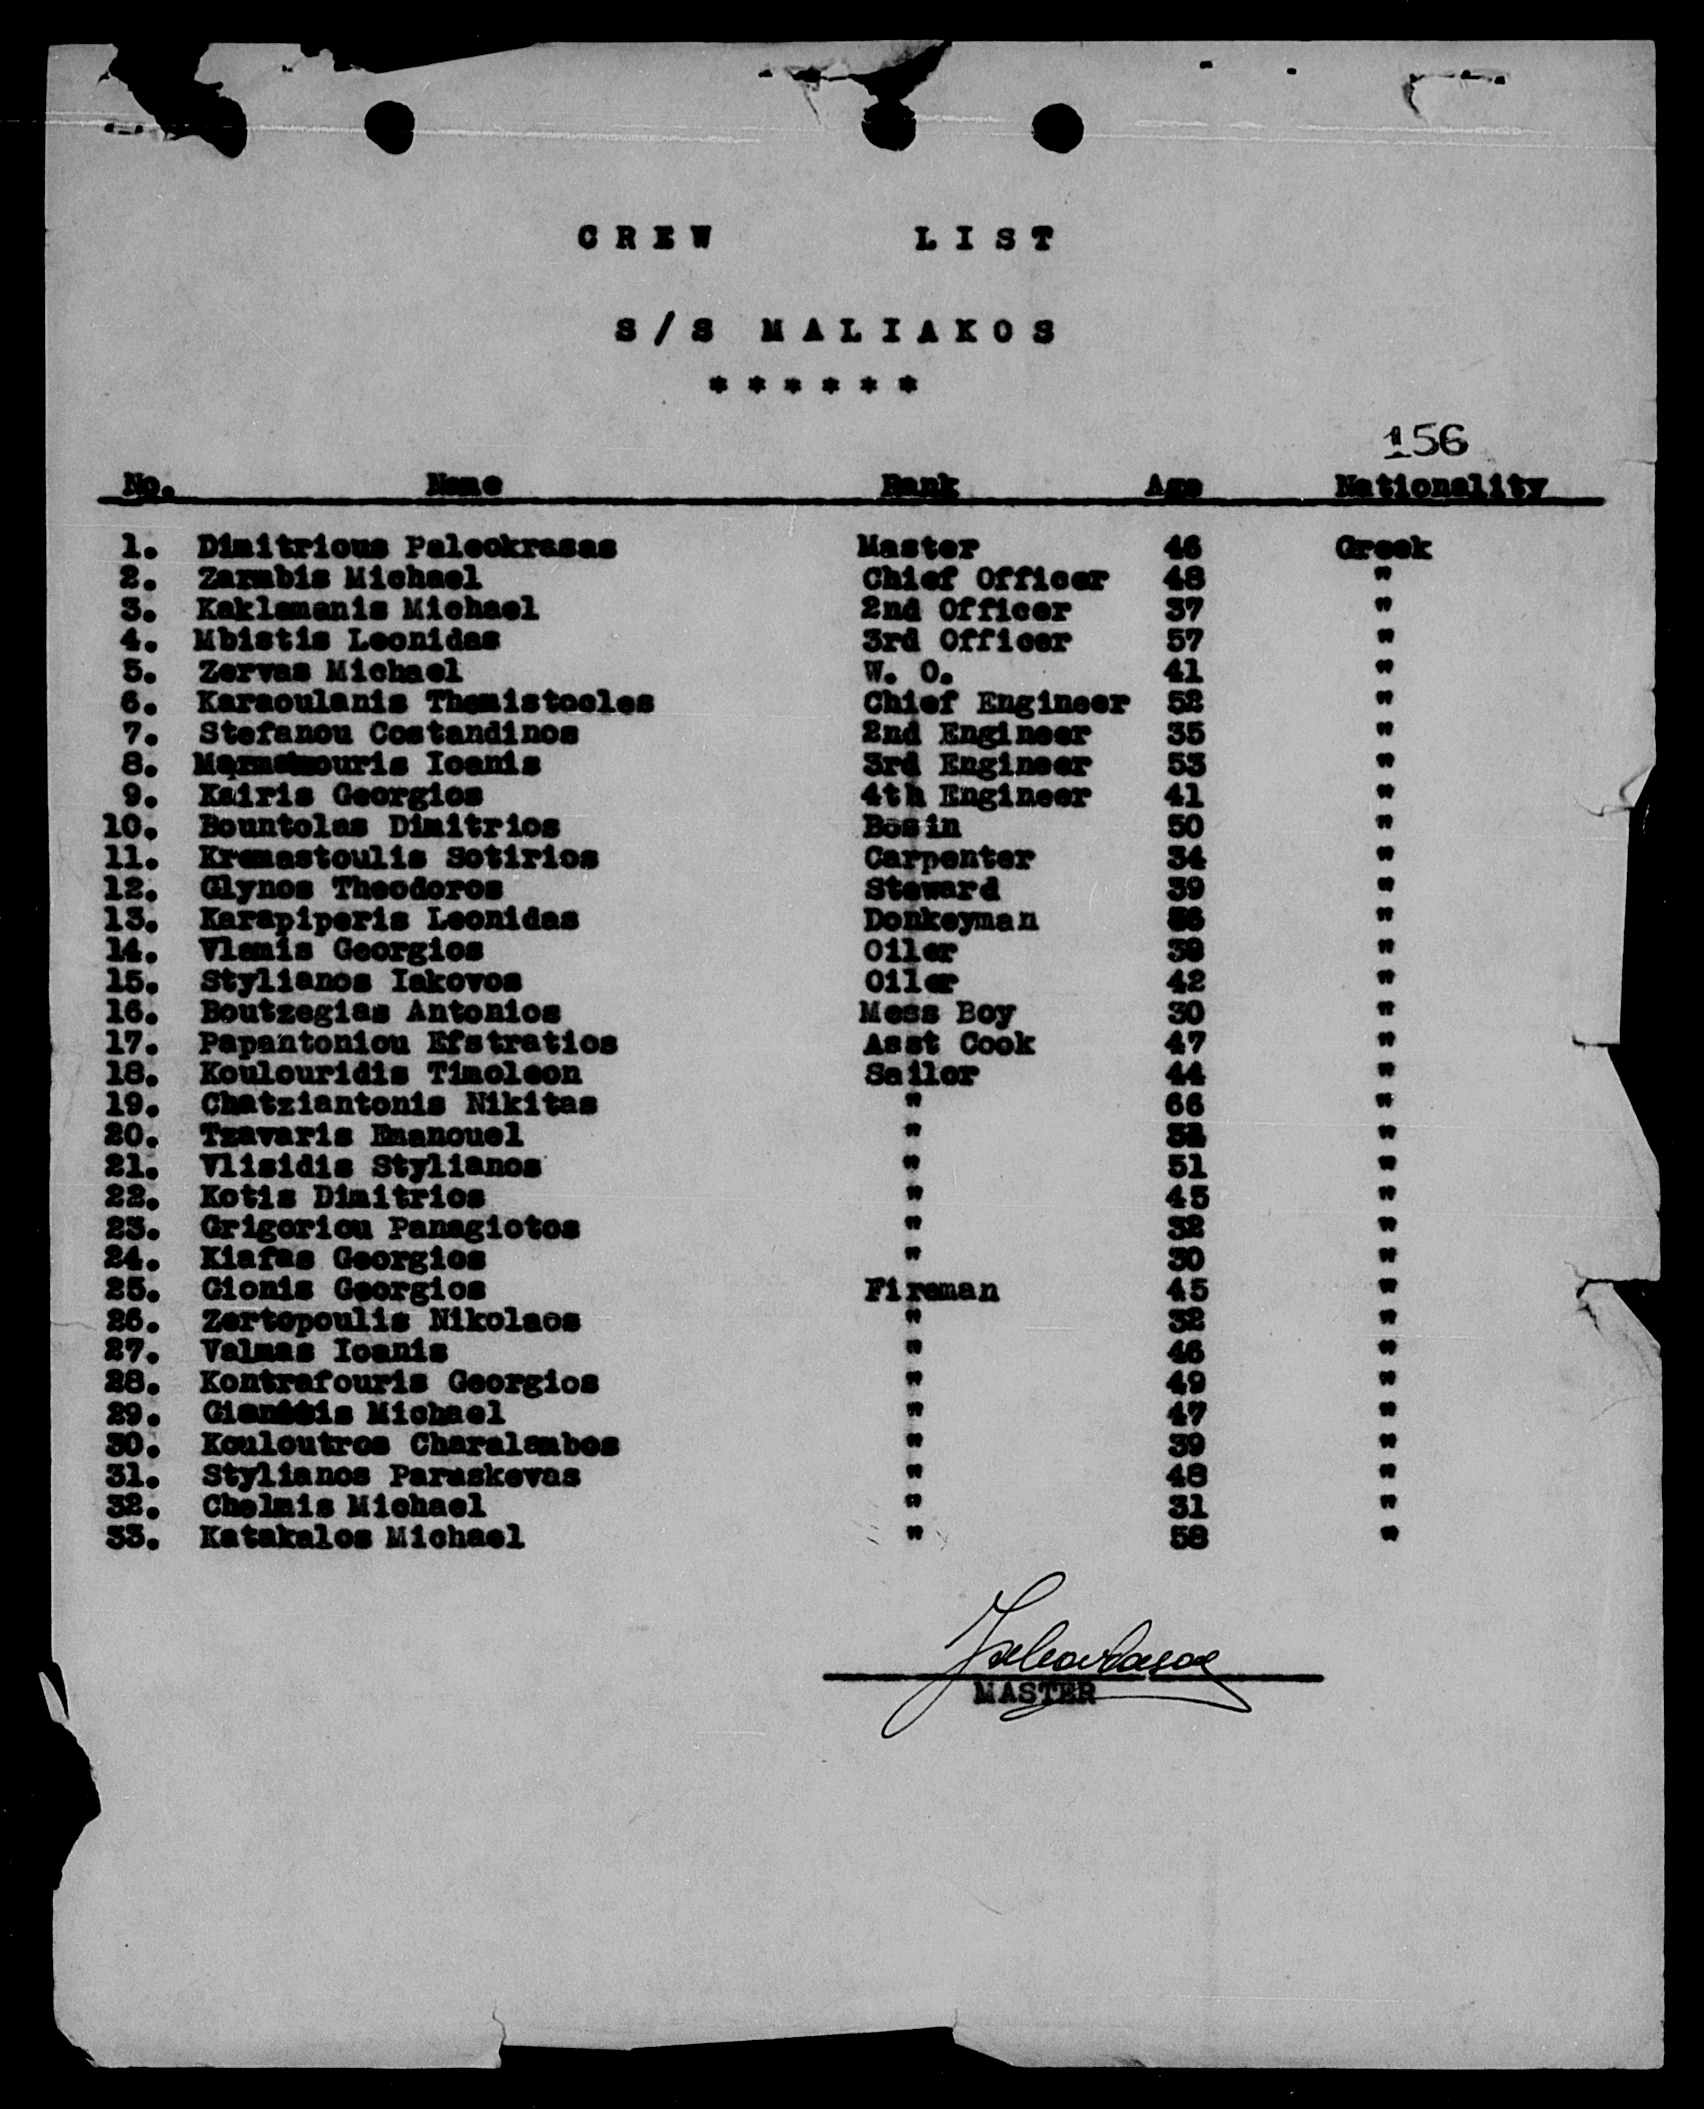 CREW LIST
S/S MALIAKOS
* * * * * *
156
No. Name Rank Age Nationality
1. Dimitrious Paleokrasas Master 46 Greek
2. Zarabis Michael Chief Officer 48 "
3. Kaklamanis Michael 2nd Officer 37 "
4. Mbistis Leonidas 3rd Officer 57 "
5. Zervas Michael W. O. 41 "
6. Karaoulanis Themistocles Chief Engineer 52 "
7. Stefanou Costandinos 2nd Engineer 35 "
8. Ioanis 3rd Engineer 53 "
9. Kairis Georgios 4th Engineer 41 "
10. Bountolas Dimitrios Bosin 50 "
11. Kremastoulis Sotirios Carpenter 34 "
12. Glynos Theodoros Steward 39 "
13. Karapiperis Leonidas Donkeyman "
14. Vlamis Georgios Oiler "
15. Stylianos Iakovos Oiler 42 "
16. Boutzegias Antonios Mess Boy 30 "
17. Papantoniou Efstratios Asst Cook 47 "
18. Koulouridis Timoleon Sailor 44 "
19. Chatziantonis Nikitas " 66 "
20. Tzavaris Emanouel " "
21. Vlisidis Stylianos " 51 "
22. Kotis Dimitrios " 45 "
23. Grigoriou Panagiotos " 32 "
24. Kiafas Georgios " 30 "
25. Gionis Georgios Fireman 45 "
26. Zertopoulis Nikolaos " 32 "
27. Valmas Ioanis " 46 "
28. Kontrafouris Georgios " 49 "
29. Michael " 47 "
30. Kouloutros Charalambos " 39 "
31. Stylianos Paraskevas " 48 "
32. Chelmis Michael " 31 "
33. Katakalos Michael " 58 "
MASTER